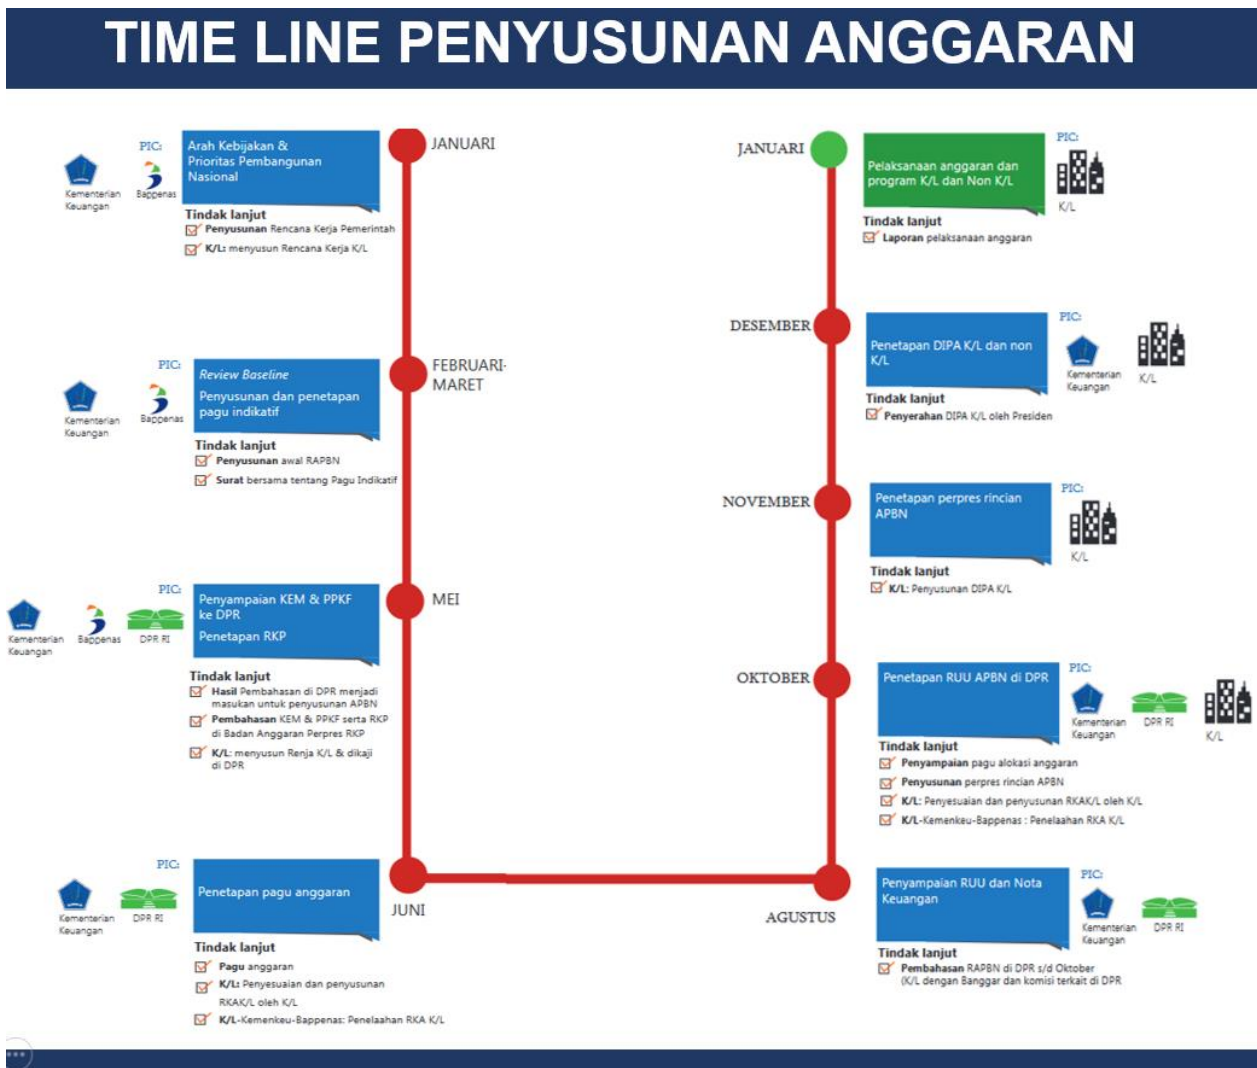 TIME LINE PENYUSUNAN ANGGARAN
JANUARI
PIC:
Kementerian
Keuangan
Bappenas
Arah Kebijakan &
Prioritas Pembangunan
Nasional
Tindak lanjut
Penyusunan Rencana Kerja Pemerintah
K/L: menyusun Rencana Kerja K/L
FEBRUARI-
MARET
PIC:
Kementerian
Keuangan
Bappenas
Review Baseline
Penyusunan dan penetapan
pagu indikatif
Tindak lanjut
Penyusunan awal RAPBN
Surat bersama tentang Pagu Indikatif
MEI
PIC:
Kementerian
Keuangan
Bappenas
DPR RI
Penyampaian KEM & PPKF
ke DPR
Penetapan RKP
Tindak lanjut
Hasil Pembahasan di DPR menjadi
masukan untuk penyusunan APBN
Pembahasan KEM & PPKF serta RKP
di Badan Anggaran Perpres RKP
K/L: menyusun Renja K/L & dikaji
di DPR
JUNI
PIC:
Kementerian
Keuangan
DPR RI
Penetapan pagu anggaran
Tindak lanjut
Pagu anggaran
K/L: Penyesuaian dan penyusunan
RKAK/L oleh K/L
K/L-Kemenkeu-Bappenas: Penelaahan RKA K/L
JANUARI
Pelaksanaan anggaran dan
program K/L dan Non K/L
PIC:
K/L
Tindak lanjut
Laporan pelaksanaan anggaran
DESEMBER
Penetapan DIPA K/L dan non
K/L
PIC:
Kementerian
Keuangan
K/L
Tindak lanjut
Penyerahan DIPA K/L oleh Presiden
NOVEMBER
Penetapan perpres rincian
APBN
PIC:
K/L
Tindak lanjut
K/L: Penyusunan DIPA K/L
OKTOBER
Penetapan RUU APBN di DPR
PIC:
Kementerian
Keuangan
DPR RI
K/L
Tindak lanjut
Penyampaian pagu alokasi anggaran
Penyusunan perpres rincian APBN
K/L: Penyesuaian dan penyusunan RKAK/L oleh K/L
K/L-Kemenkeu-Bappenas : Penelaahan RKA K/L
AGUSTUS
Penyampaian RUU dan Nota
Keuangan
PIC:
Kementerian
Keuangan
DPR RI
Tindak lanjut
Pembahasan RAPBN di DPR s/d Oktober
(K/L dengan Banggar dan komisi terkait di DPR